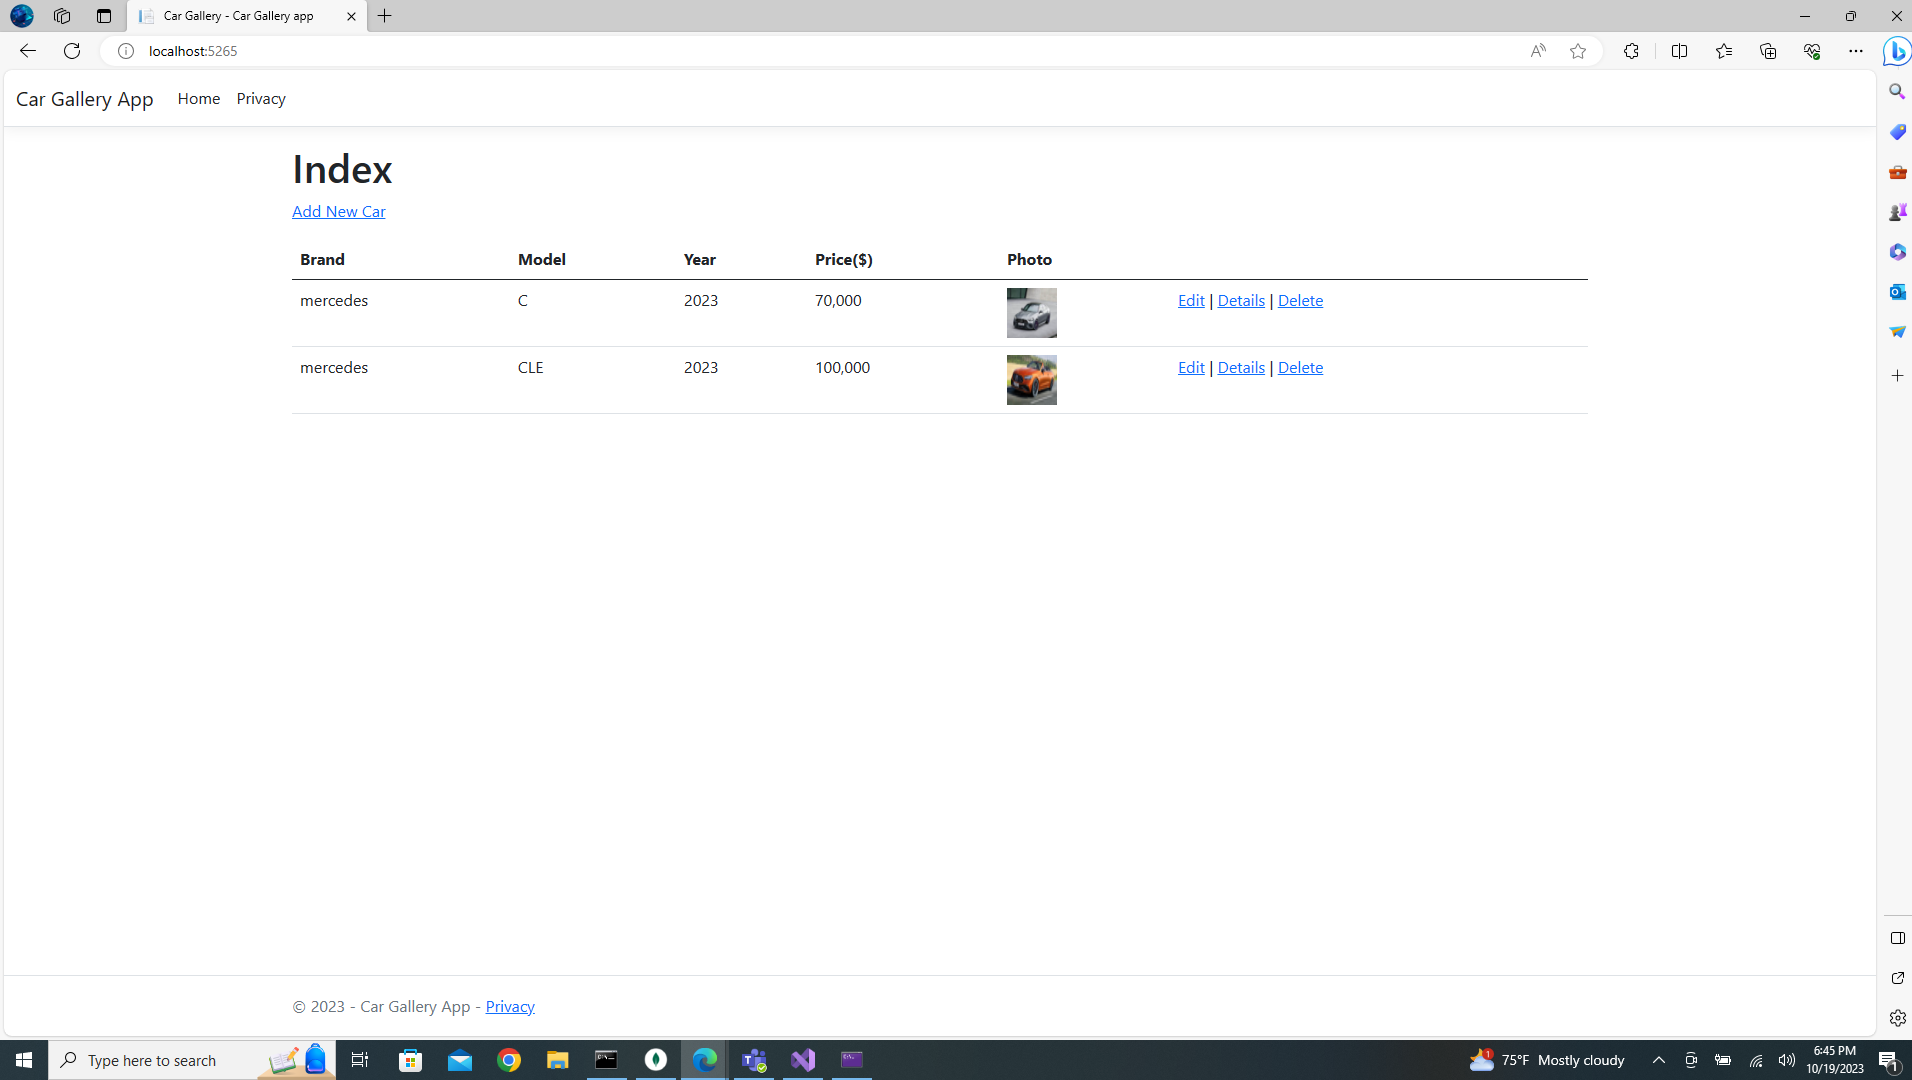 Car Gallery - Car Gallery app
localhost:5265
Car Gallery App Home Privacy
Index
Add New Car
Brand Model Year Price($) Photo
mercedes C 2023 70,000 Edit | Details | Delete
mercedes CLE 2023 100,000 Edit | Details | Delete
© 2023 - Car Gallery App - Privacy
Type here to search
75°F Mostly cloudy
6:45 PM
10/19/2023